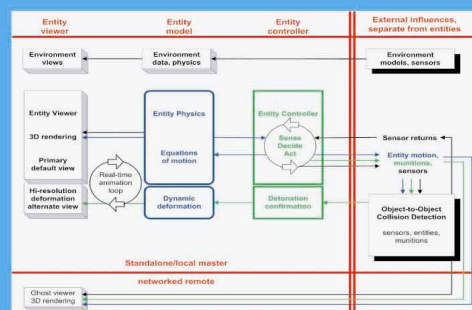 Entity viewer
Entity model
Entity controller
External influences, separate from entities
Environment views
Environment data, physics
Environment models, sensors
Entity Viewer
3D rendering
Primary default view
Hi-resolution deformation alternate view
Real-time animation loop
Entity Physics
Equations of motion
Dynamic deformation
Entity Controller
Sense
Decide
Act
Detonation confirmation
Sensor returns
Entity motion, munitions, sensors
Object-to-Object Collision Detection
sensors, entities, munitions
Standalone/local master
networked remote
Ghost viewer
3D rendering